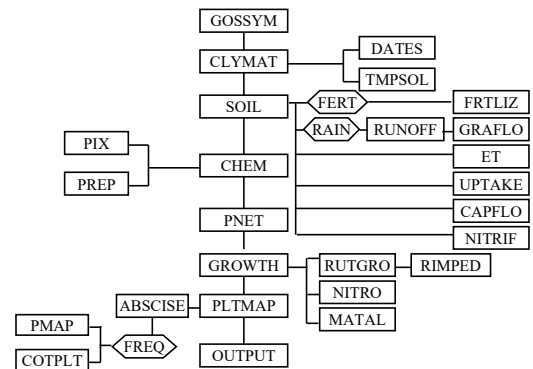 GOSSYM
DATES
CLYMAT
TMPSOL
SOIL FERT FRTLIZ
RAIN RUNOFF GRAFLO
PIX
ET
CHEM
PREP UPTAKE
CAPFLO
PNET
NITRIF
GROWTH RUTGRO RIMPED
NITRO
ABSCISE PLTMAP
PMAP MATAL
FREQ
COTPLT OUTPUT